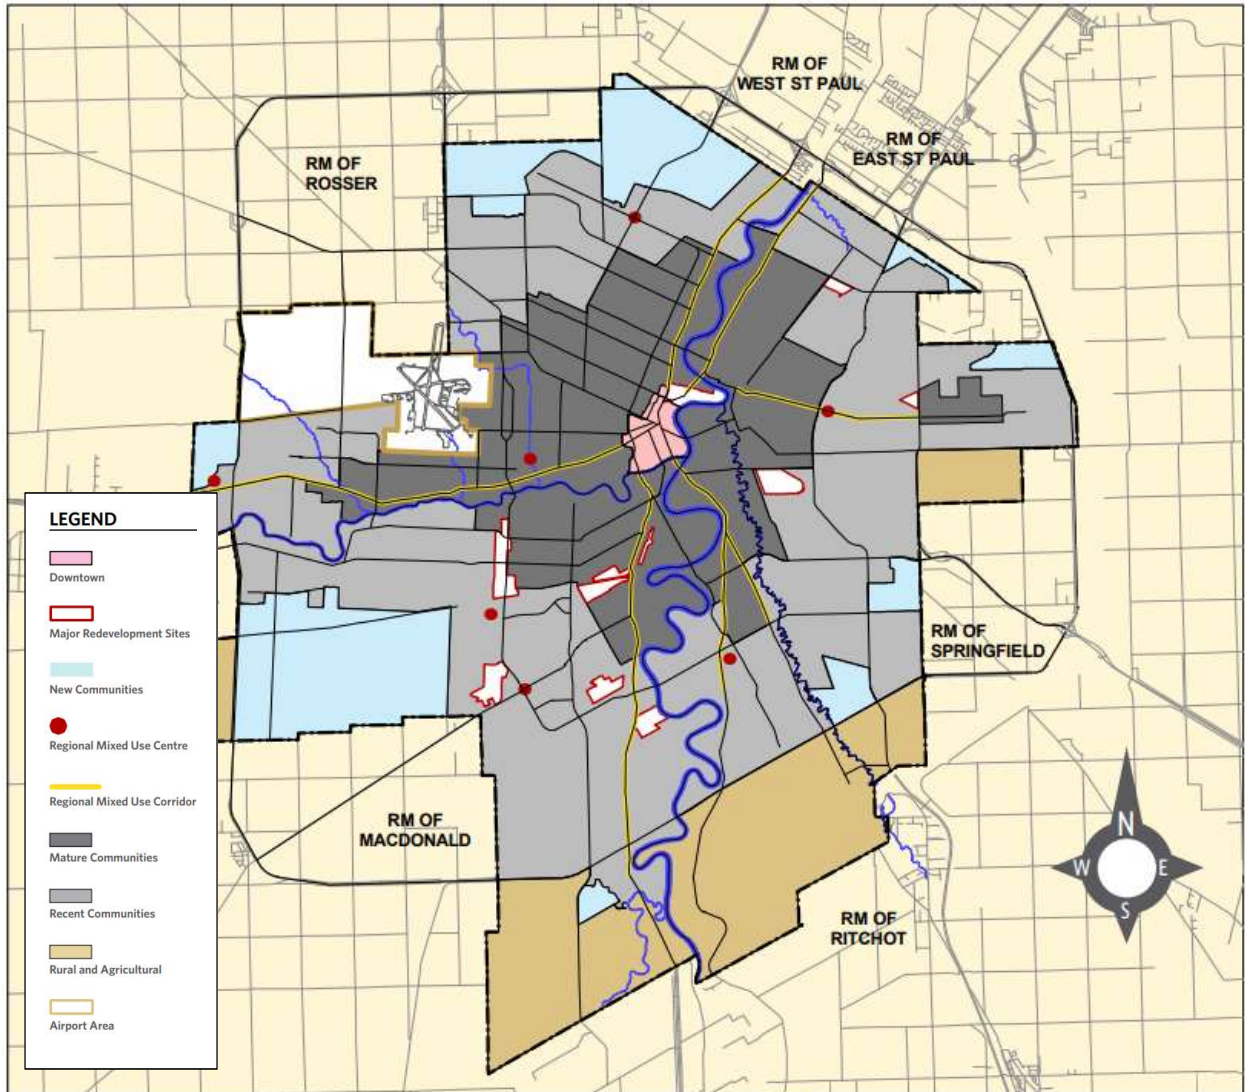 RM OF
WEST ST PAUL
RM OF
EAST ST PAUL
RM OF
ROSSER
LEGEND
Downtown
Major Redevelopment Sites
New Communities
Regional Mixed Use Centre
Regional Mixed Use Corridor
Mature Communities
Recent Communities
Rural and Agricultural
Airport Area
RM OF
SPRINGFIELD
RM OF
MACDONALD
RM OF
RITCHOT
N
W
E
S